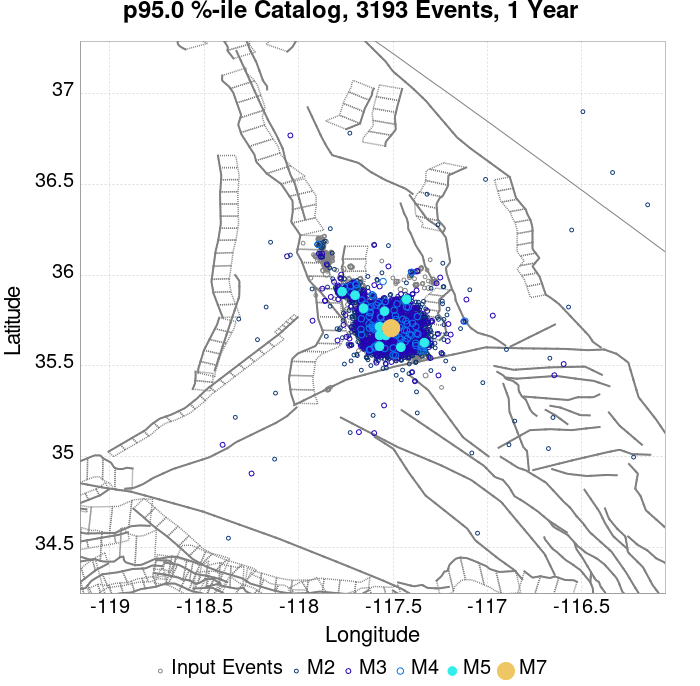 p95.0 %-ile Catalog, 3193 Events, 1 Year
37
36.5
36
35.5
35
34.5
Latitude
-119 -118.5 -118 -117.5 -117 -116.5
Longitude
Input Events M2 M3 M4 M5 M7